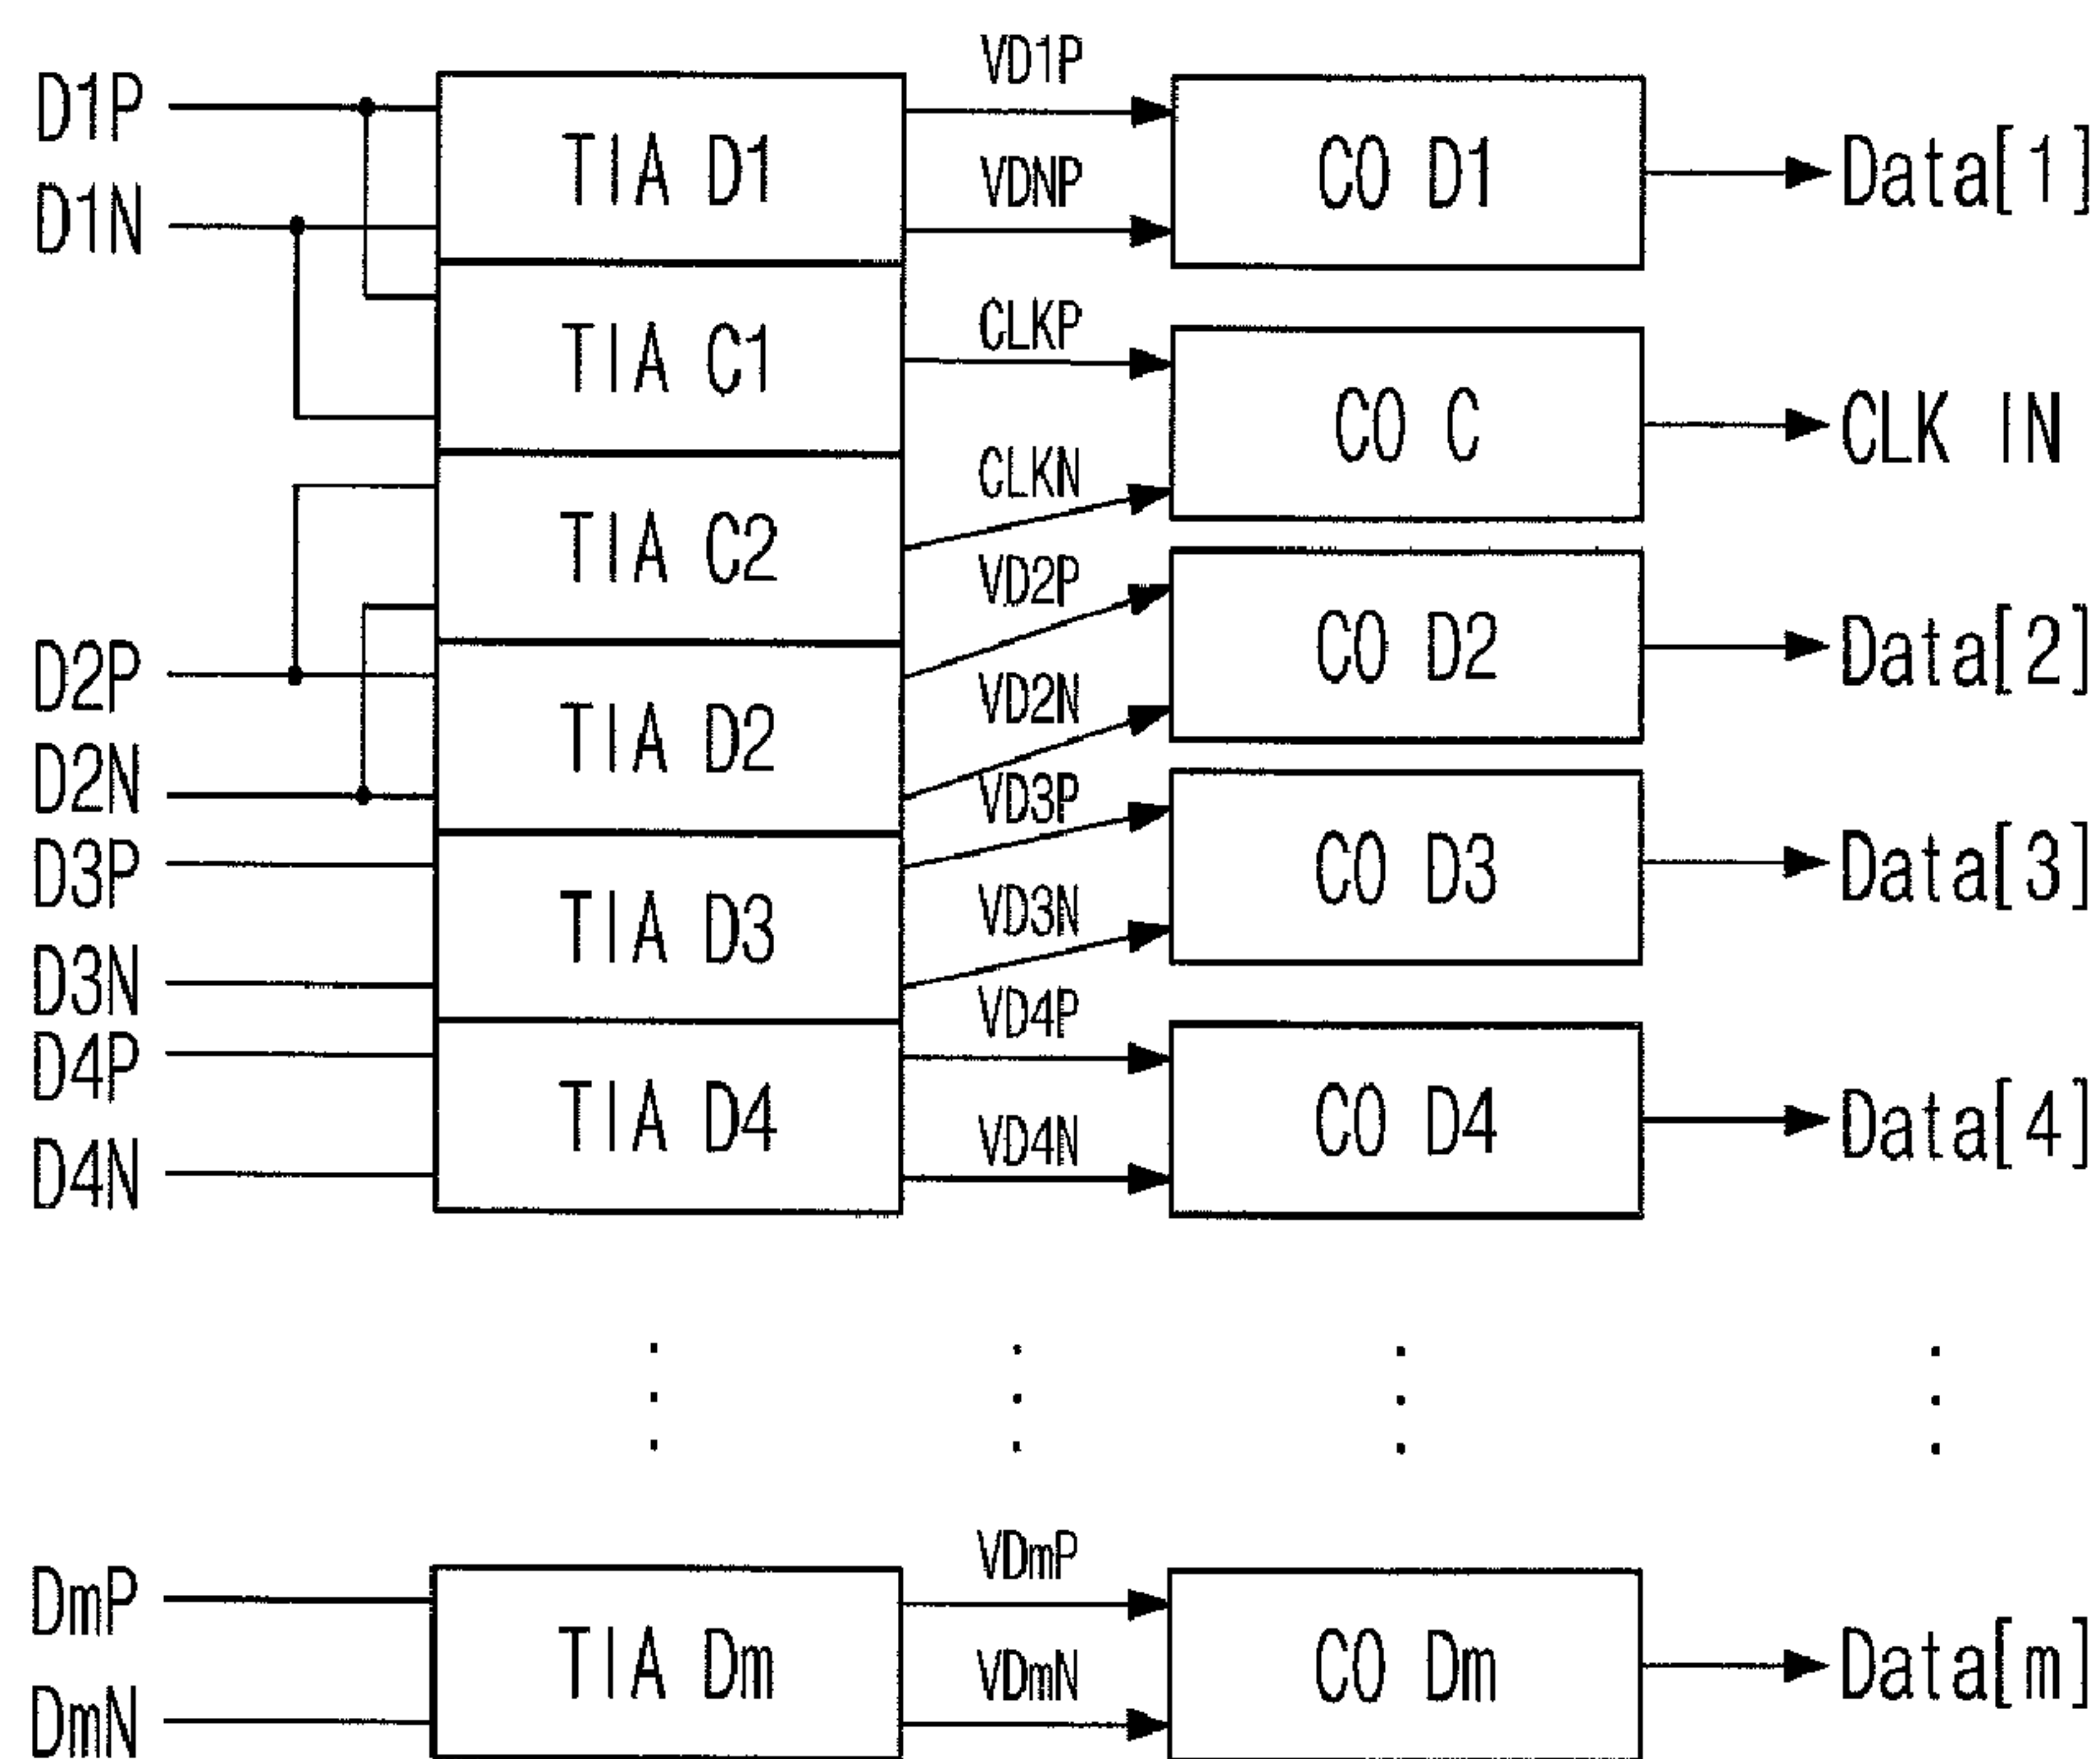 VD1P
D1P
TIA D1
CO D1
Data[1]
VDNP
D1N
CLKP
TIA C1
CO C
CLK IN
CLKN
TIA C2
VD2P
CO D2
Data[2]
D2P
VD2N
TIA D2
D2N
VD3P
D3P
CO D3
Data[3]
VD3N
TIA D3
D3N
VD4P
D4P
TIA D4
CO D4
Data[4]
VD4N
D4N
VDmP
DmP
TIA Dm
CO Dm
Data[m]
VDmN
DmN